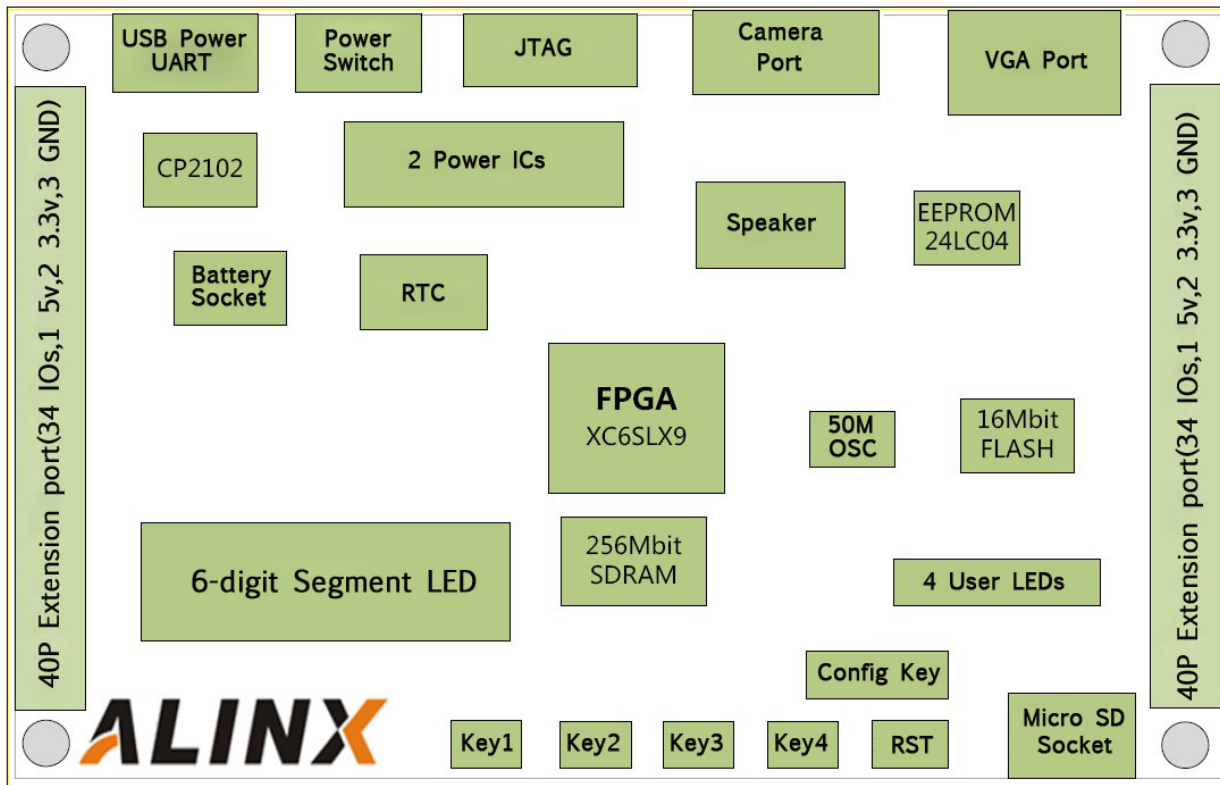 USB Power
UART
Power
Switch
JTAG
Camera
Port
VGA Port
40P Extension port(34 IOs,1 5v,2 3.3v,3 GND)
CP2102
2 Power ICs
Speaker
EEPROM
24LC04
40P Extension port(34 IOs,1 5v,2 3.3v,3 GND)
Battery
Socket
RTC
FPGA
XC6SLX9
50M
OSC
16Mbit
FLASH
6-digit Segment LED
256Mbit
SDRAM
4 User LEDs
Config Key
ALINX
Key1
Key2
Key3
Key4
RST
Micro SD
Socket